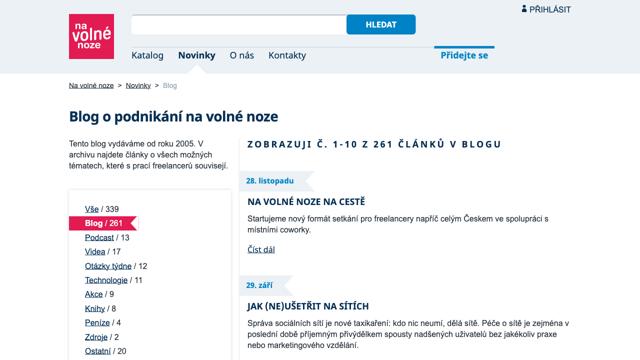 PŘIHLÁSIT
na
volné
noze
HLEDAT
Katalog Novinky O nás Kontakty Přidejte se
Na volné noze > Novinky > Blog
Blog o podnikání na volné noze
Tento blog vydáváme od roku 2005. V
archivu najdete články o všech možných
tématech, které s prací freelancerů souvisejí.
Vše / 339
Blog / 261
Podcast / 13
Videa / 17
Otázky týdne / 12
Technologie / 11
Akce / 9
Knihy / 8
Peníze / 4
Zdroje / 2
Ostatní / 20
ZOBRAZUJI Č. 1-10 Z 261 ČLÁNKŮ V BLOGU
28. listopadu
NA VOLNÉ NOZE NA CESTĚ
Startujeme nový formát setkání pro freelancery napříč celým Českem ve spolupráci s
místními coworky.
Číst dál
29. září
JAK (NE)UŠETŘIT NA SÍTÍCH
Správa sociálních sítí je nové taxikaření: kdo nic neumí, dělá sítě. Péče o sítě je zejména v
poslední době příjemným přivýdělkem spousty nadšených uživatelů bez jakékoliv praxe
nebo marketingového vzdělání.